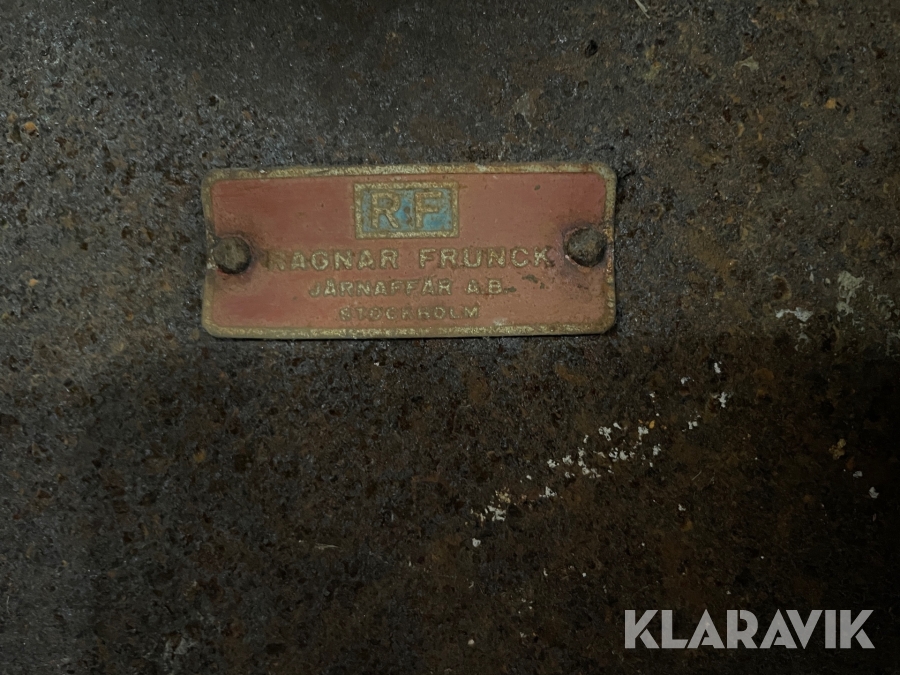 RF
RAGNAR FRUNCK
JÄRNAFFÄR A.B.
STOCKHOLM
KLARAVIK